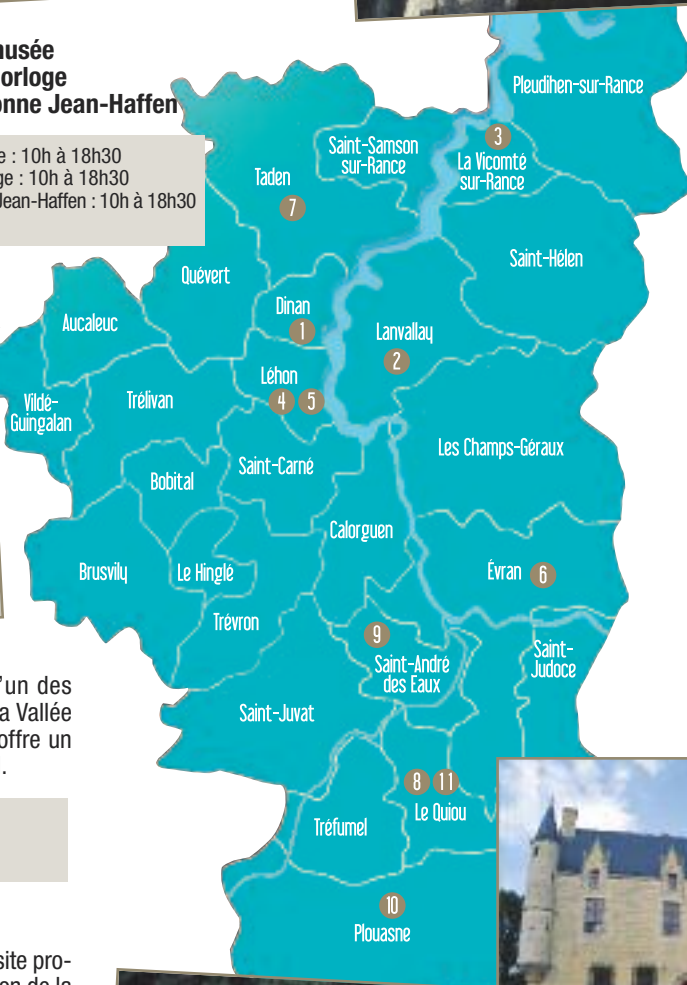 musée
orloge
onne Jean-Haffen
e : 10h à 18h30
ge : 10h à 18h30
Jean-Haffen : 10h à 18h30
Pleudihen-sur-Rance
3
La Vicomté
sur-Rance
Saint-Samson
sur-Rance
Taden
7
Saint-Hélen
Quévert
Dinan
1
Lanvallay
2
Aucaleuc
Léhon
4 5
Vildé-
Guingalan
Trélivan
Les Champs-Géraux
Saint-Carné
Bobital
Calorguen
Brusvily
Le Hinglé
Évran 6
Trévron
9
Saint-André
des Eaux
Saint-
Judoce
'un des
a Vallée
offre un
.
Saint-Juvat
8 11
Le Quiou
Tréfumel
10
Plouasne
site pro-
en de la